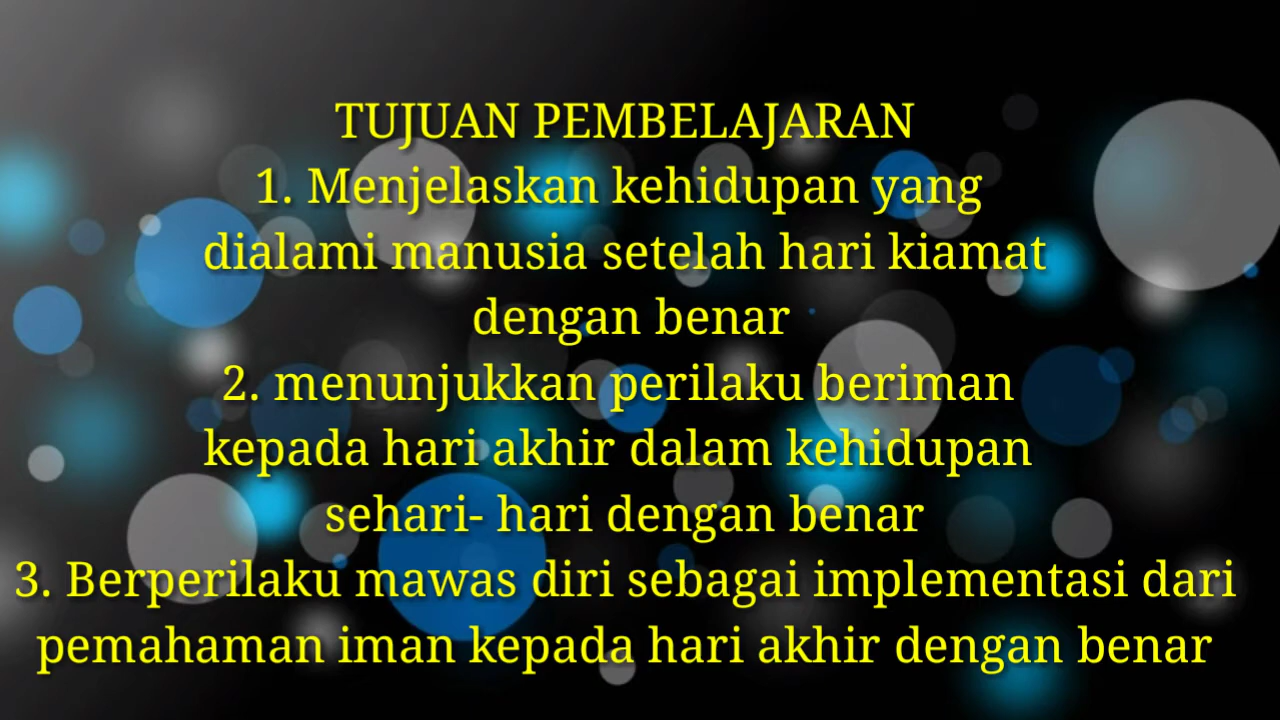 TUJUAN PEMBELAJARAN
1. Menjelaskan kehidupan yang
dialami manusia setelah hari kiamat
dengan benar
2. menunjukkan perilaku beriman
kepada hari akhir dalam kehidupan
sehari- hari dengan benar
3. Berperilaku mawas diri sebagai implementasi dari
pemahaman iman kepada hari akhir dengan benar